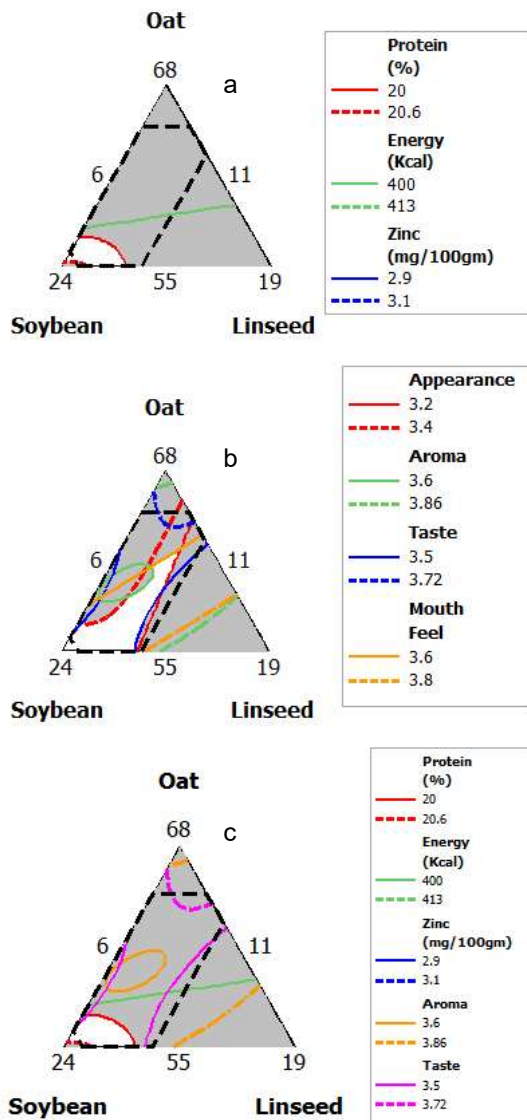 Oat
68
a
6
11
24
55
19
Soybean
Linseed
Protein
(%)
20
20.6
Energy
(Kcal)
400
413
Zinc
(mg/100gm)
2.9
3.1
Oat
68
b
6
11
24
55
19
Soybean
Linseed
Appearance
3.2
3.4
Aroma
3.6
3.86
Taste
3.5
3.72
Mouth
Feel
3.6
3.8
Oat
68
c
6
11
24
55
19
Soybean
Linseed
Protein
(%)
20
20.6
Energy
(Kcal)
400
413
Zinc
(mg/100gm)
2.9
3.1
Aroma
3.6
3.86
Taste
3.5
3.72